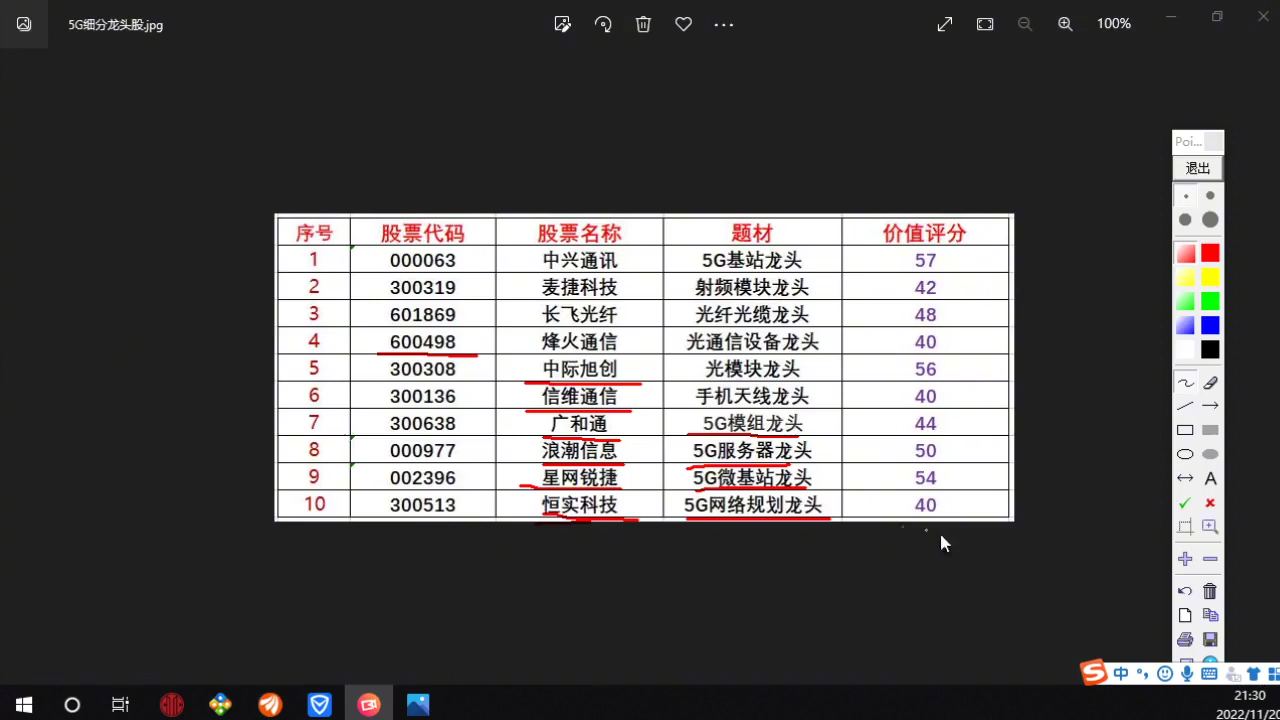 5G细分龙头股.jpg
100%
Poi...
退出
序号 股票代码 股票名称 题材 价值评分
1 000063 中兴通讯 5G基站龙头 57
2 300319 麦捷科技 射频模块龙头 42
3 601869 长飞光纤 光纤光缆龙头 48
4 600498 烽火通信 光通信设备龙头 40
5 300308 中际旭创 光模块龙头 56
6 300136 信维通信 手机天线龙头 40
7 300638 广和通 5G模组龙头 44
8 000977 浪潮信息 5G服务器龙头 50
9 002396 星网锐捷 5G微基站龙头 54
10 300513 恒实科技 5G网络规划龙头 40
A
S 中
21:30
2022/11/20